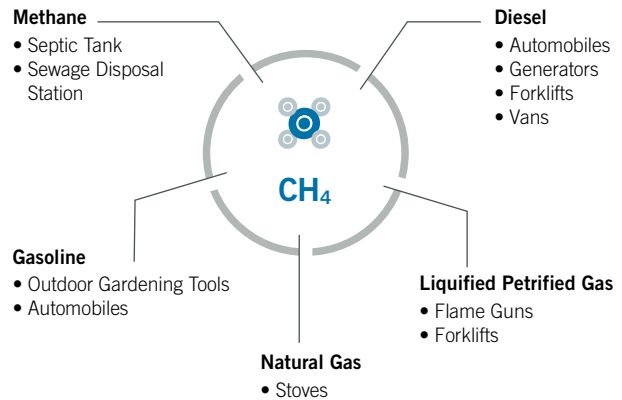 Methane
• Septic Tank
• Sewage Disposal
Station
Diesel
• Automobiles
• Generators
• Forklifts
• Vans
CH₄
Gasoline
• Outdoor Gardening Tools
• Automobiles
Liquified Petrified Gas
• Flame Guns
• Forklifts
Natural Gas
• Stoves